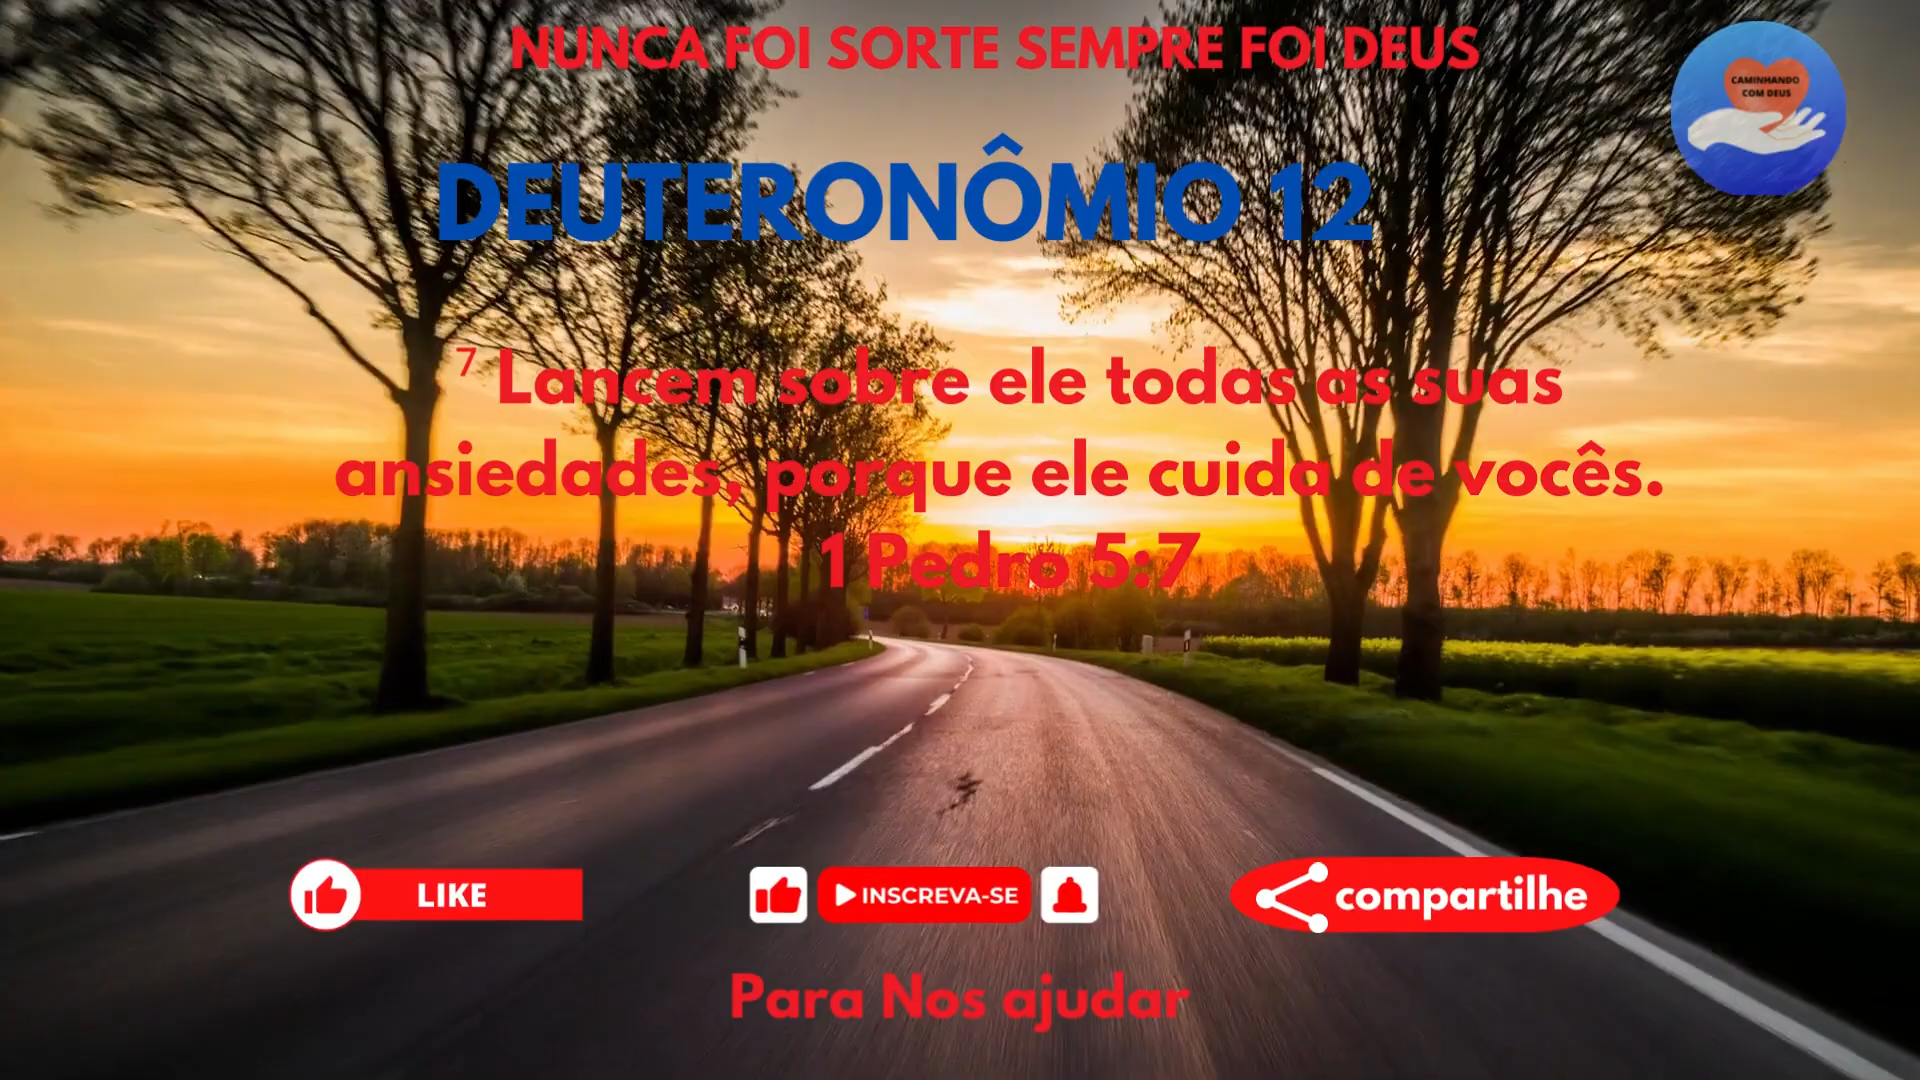 NUNCA FOI SORTE SEMPRE FOI DEUS
CAMINHANDO
COM DEUS
DEUTERONÔMIO 12
7 Lancem sobre ele todas as suas
ansiedades, porque ele cuida de vocês.
1 Pedro 5:7
LIKE
INSCREVA-SE
compartilhe
Para Nos ajudar